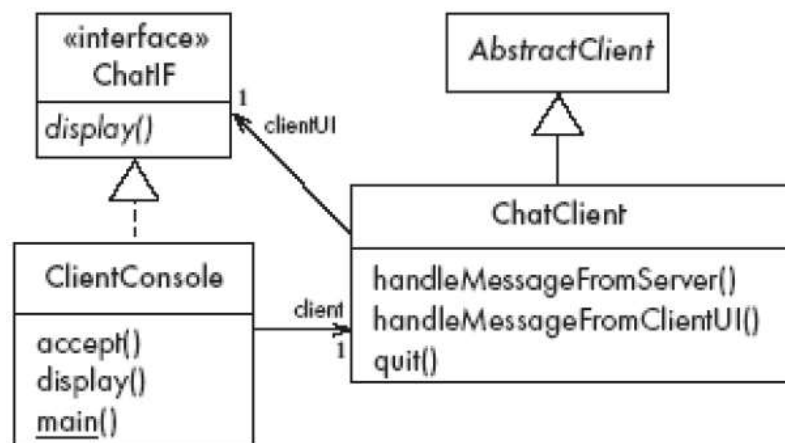 «interface»
ChatIF
display()
AbstractClient
1
clientUI
ChatClient
handleMessageFromServer()
handleMessageFromClientUI()
quit()
ClientConsole
accept()
display()
main()
client
1